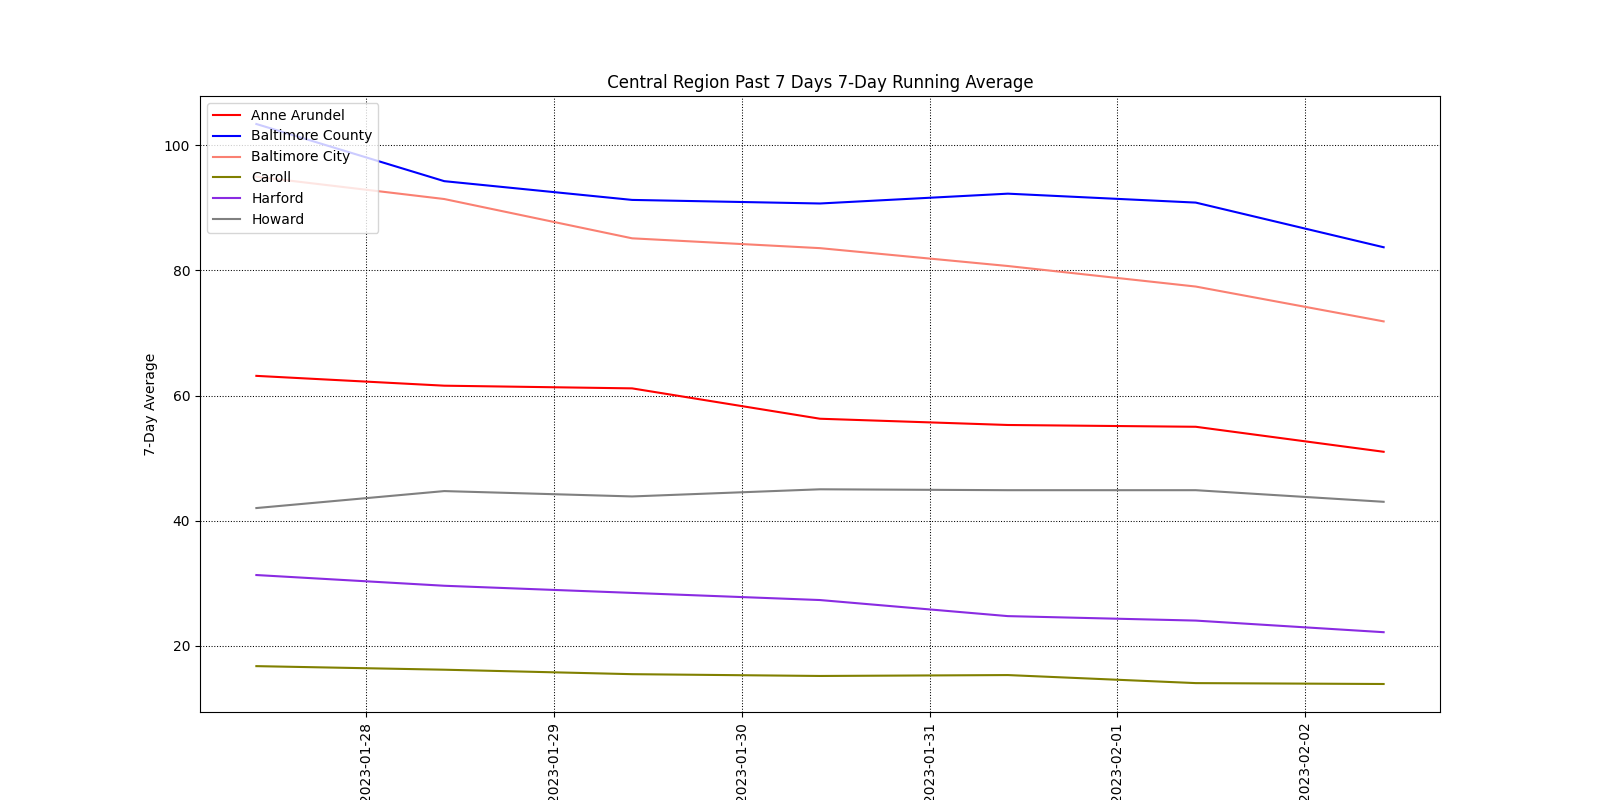 Central Region Past 7 Days 7-Day Running Average
Anne Arundel
Baltimore County
Baltimore City
Caroll
Harford
Howard
7-Day Average
100
80
60
40
20
2023-01-28
2023-01-29
2023-01-30
2023-01-31
2023-02-01
2023-02-02